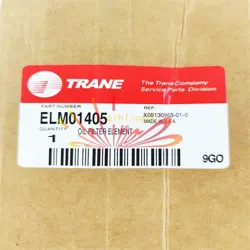 TRANE
The Trane Company
Service Parts Division
PART NUMBER
REF.
ELM01405
QUANTITY
OIL FILTER ELEMENT
1
9GO